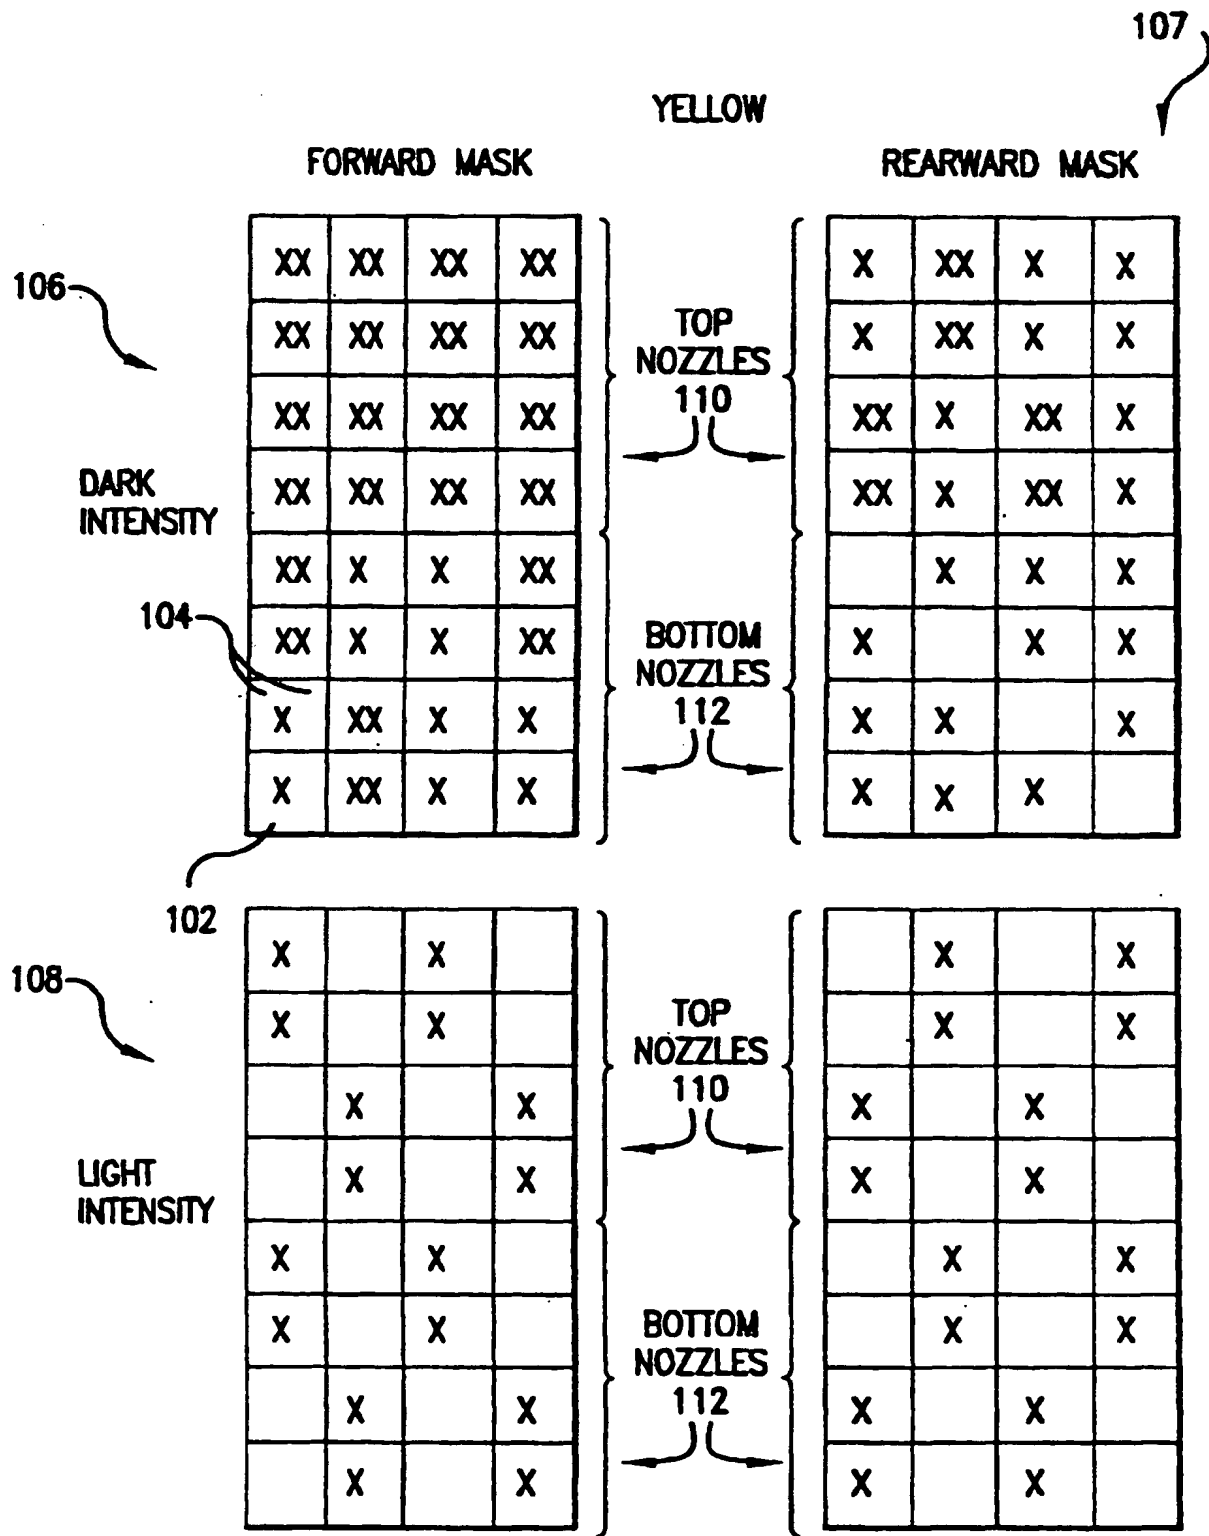 107
YELLOW
FORWARD MASK
REARWARD MASK
106
DARK
INTENSITY
XX XX XX XX
XX XX XX XX
XX XX XX XX
XX XX XX XX
XX X X XX
XX X X XX
X XX X X
X XX X X
104
102
TOP
NOZZLES
110
BOTTOM
NOZZLES
112
X XX X X
X XX X X
XX X XX X
XX X XX X
X X X
X X X
X X X
X X X
108
LIGHT
INTENSITY
X X
X X
X X
X X
X X
X X
X X
X X
TOP
NOZZLES
110
BOTTOM
NOZZLES
112
X X
X X
X X
X X
X X
X X
X X
X X